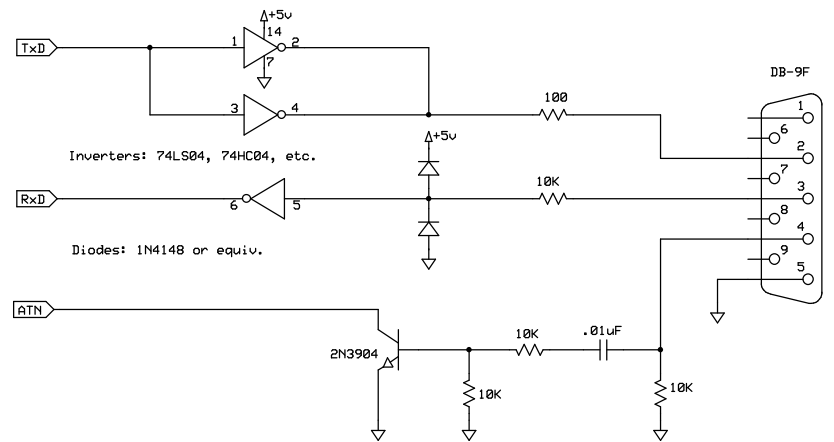 +5v
TxD
1
14
2
7
DB-9F
3
4
100
1
6
2
7
3
8
4
9
5
+5v
Inverters: 74LS04, 74HC04, etc.
RxD
6
5
10K
Diodes: 1N4148 or equiv.
ATN
2N3904
10K
.01uF
10K
10K